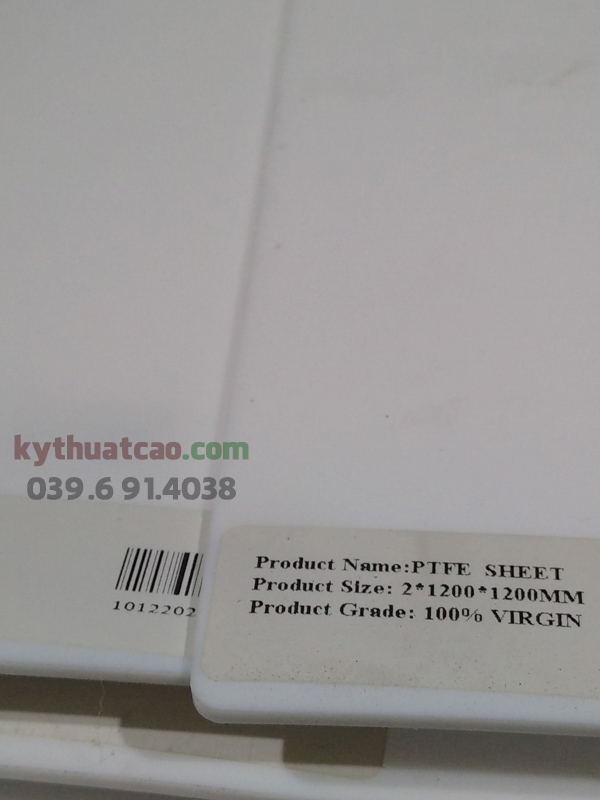 kythuatcao.com
039.6 91.4038
1012202
Product Name:PTFE SHEET
Product Size: 2*1200*1200MM
Product Grade: 100% VIRGIN